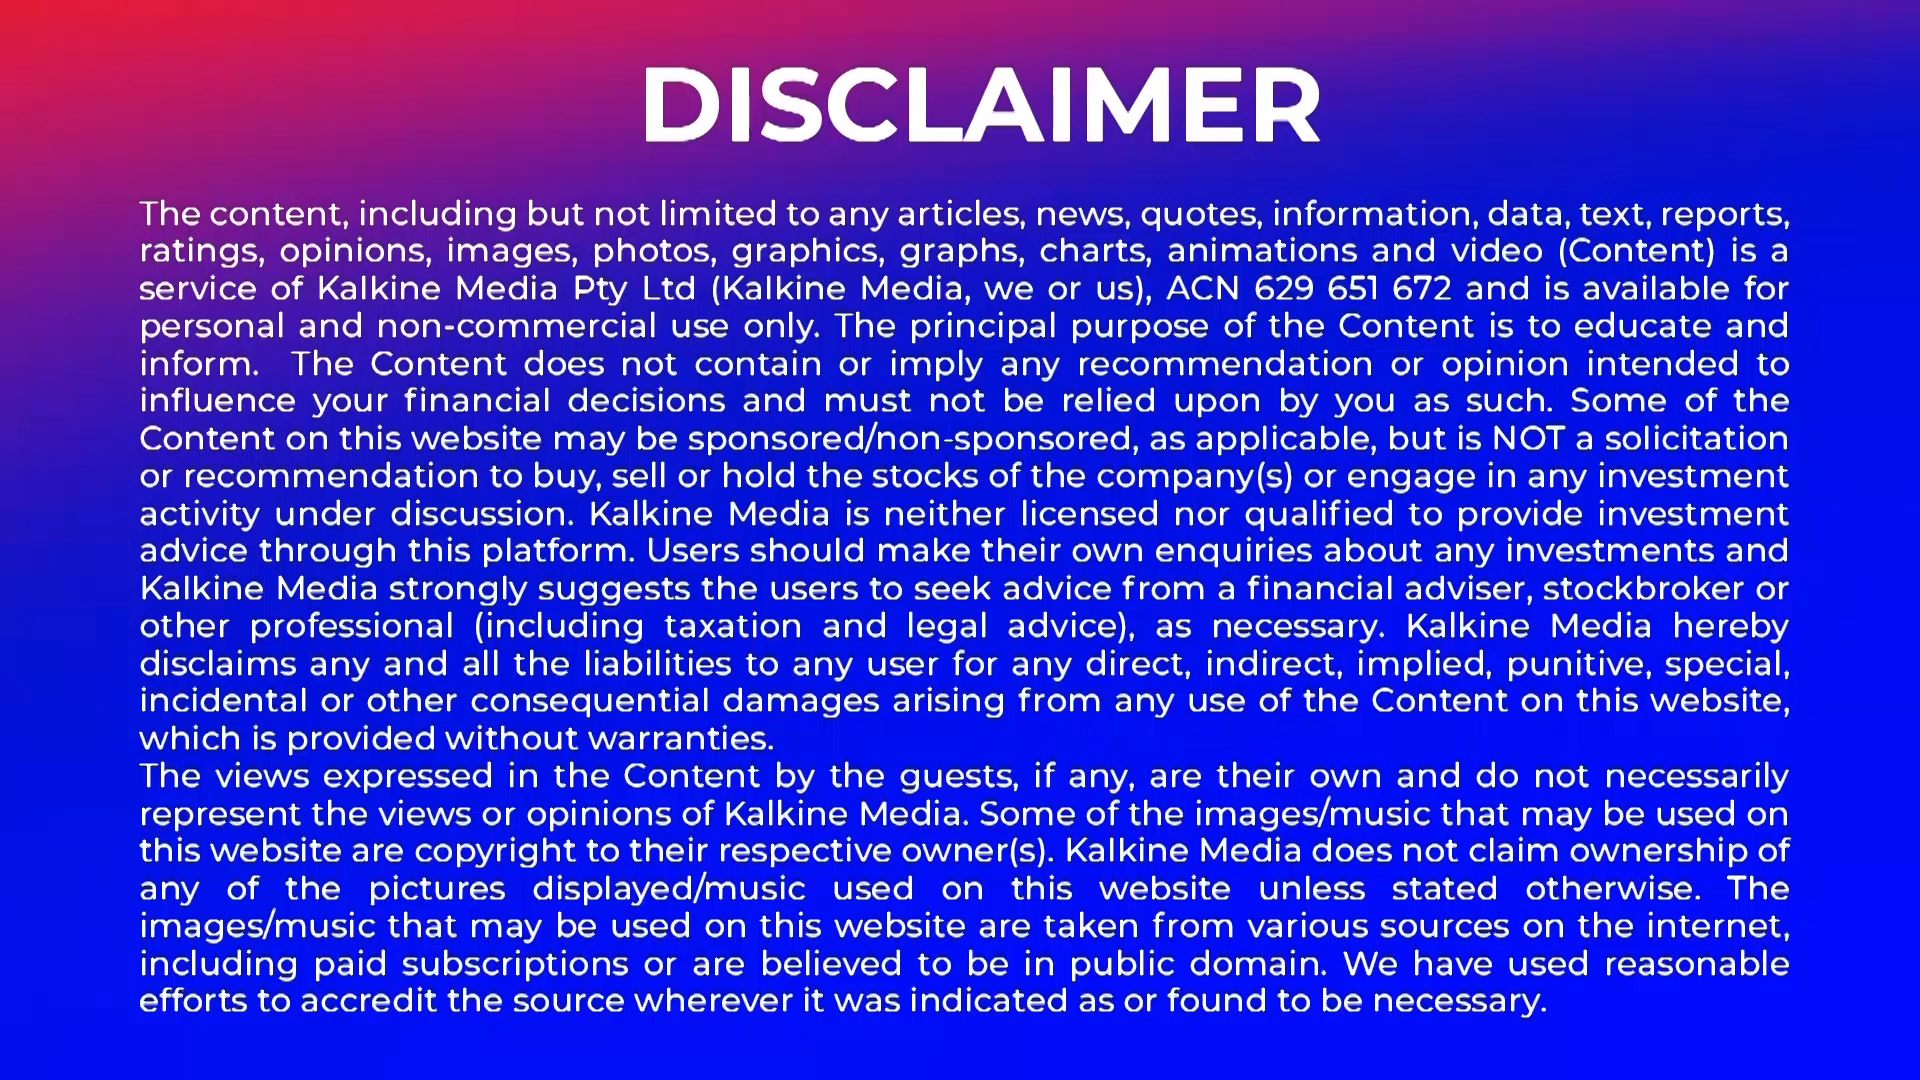 DISCLAIMER
The content, including but not limited to any articles, news, quotes, information, data, text, reports,
ratings, opinions, images, photos, graphics, graphs, charts, animations and video (Content) is a
service of Kalkine Media Pty Ltd (Kalkine Media, we or us), ACN 629 651 672 and is available for
personal and non-commercial use only. The principal purpose of the Content is to educate and
inform.  The Content does not contain or imply any recommendation or opinion intended to
influence your financial decisions and must not be relied upon by you as such. Some of the
Content on this website may be sponsored/non-sponsored, as applicable, but is NOT a solicitation
or recommendation to buy, sell or hold the stocks of the company(s) or engage in any investment
activity under discussion. Kalkine Media is neither licensed nor qualified to provide investment
advice through this platform. Users should make their own enquiries about any investments and
Kalkine Media strongly suggests the users to seek advice from a financial adviser, stockbroker or
other professional (including taxation and legal advice), as necessary. Kalkine Media hereby
disclaims any and all the liabilities to any user for any direct, indirect, implied, punitive, special,
incidental or other consequential damages arising from any use of the Content on this website,
which is provided without warranties.
The views expressed in the Content by the guests, if any, are their own and do not necessarily
represent the views or opinions of Kalkine Media. Some of the images/music that may be used on
this website are copyright to their respective owner(s). Kalkine Media does not claim ownership of
any of the pictures displayed/music used on this website unless stated otherwise. The
images/music that may be used on this website are taken from various sources on the internet,
including paid subscriptions or are believed to be in public domain. We have used reasonable
efforts to accredit the source wherever it was indicated as or found to be necessary.